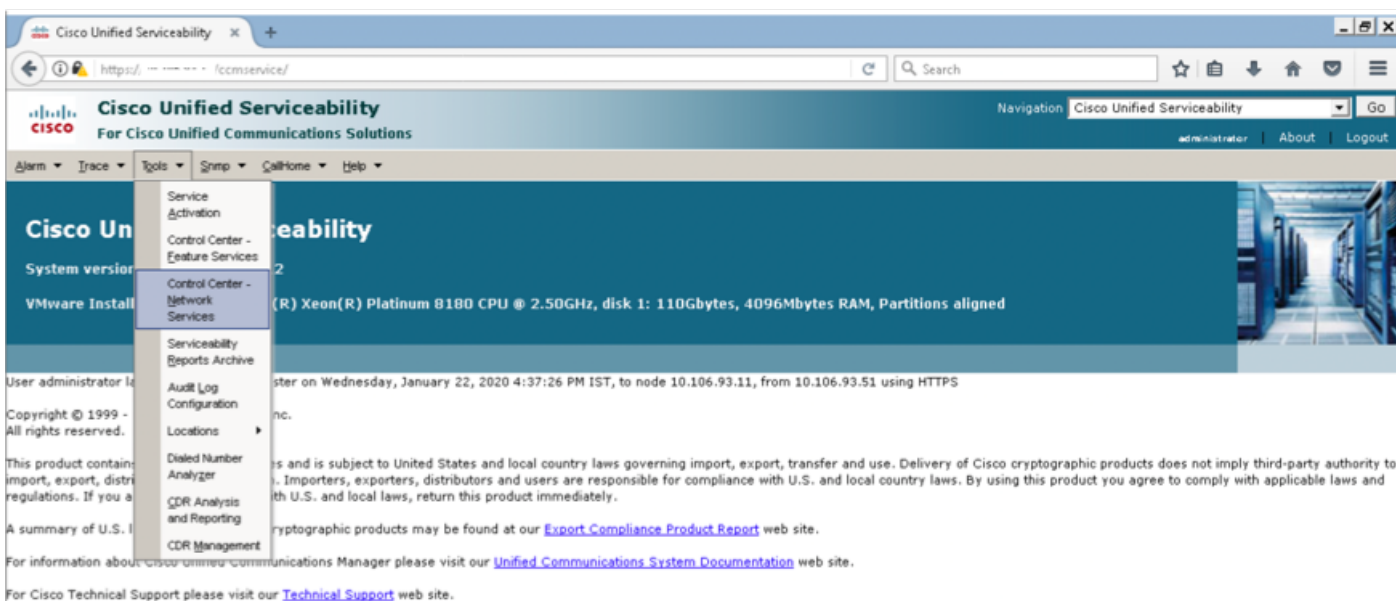 Cisco Unified Serviceability
https:/ /ccmservice/
Search
CISCO
Cisco Unified Serviceability
For Cisco Unified Communications Solutions
Navigation Cisco Unified Serviceability Go
administrator | About | Logout
Alarm Trace Tools Snmp CallHome Help
Service
Activation
Control Center -
Feature Services
Control Center -
Network
Services
Serviceability
Reports Archive
Audit Log
Configuration
Locations
Dialed Number
Analyzer
CDR Analysis
and Reporting
CDR Management
Cisco Un eability
System version 2
VMware Install (R) Xeon(R) Platinum 8180 CPU @ 2.50GHz, disk 1: 110Gbytes, 4096Mbytes RAM, Partitions aligned
User administrator la ster on Wednesday, January 22, 2020 4:37:26 PM IST, to node 10.106.93.11, from 10.106.93.51 using HTTPS
Copyright © 1999 - nc.
All rights reserved.
This product contain es and is subject to United States and local country laws governing import, export, transfer and use. Delivery of Cisco cryptographic products does not imply third-party authority to
import, export, distri . Importers, exporters, distributors and users are responsible for compliance with U.S. and local country laws. By using this product you agree to comply with applicable laws and
regulations. If you a th U.S. and local laws, return this product immediately.
A summary of U.S. l ryptographic products may be found at our Export Compliance Product Report web site.
For information about Cisco Unified Communications Manager please visit our Unified Communications System Documentation web site.
For Cisco Technical Support please visit our Technical Support web site.